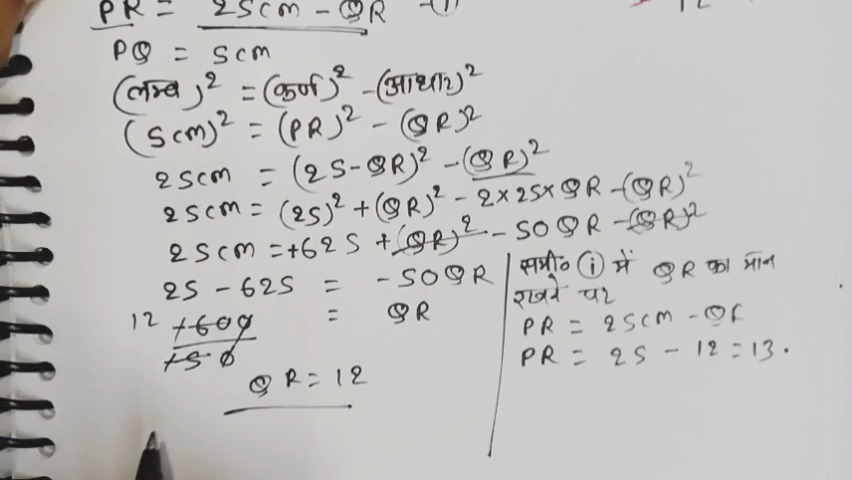 PR = 25cm - QR -(i)
12
PQ = 5cm
(लम्ब)² = (कर्ण)² - (आधार)²
(5cm)² = (PR)² - (QR)²
25cm = (25-QR)² - (QR)²
25cm = (25)² + (QR)² - 2×25×QR - (QR)²
25cm = +625 + (QR)² - 50QR - (QR)²
25 - 625 = -50QR
12 +600 = QR
+50
QR = 12
समी० (i) में QR का मान
रखने पर
PR = 25cm - QR
PR = 25 - 12 = 13.